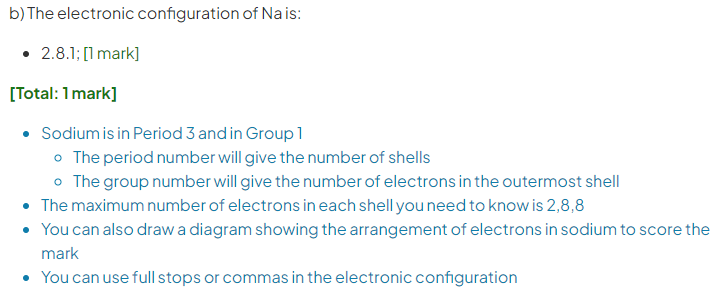 b) The electronic configuration of Na is:
• 2.8.1; [1 mark]
[Total: 1 mark]
• Sodium is in Period 3 and in Group 1
○ The period number will give the number of shells
○ The group number will give the number of electrons in the outermost shell
• The maximum number of electrons in each shell you need to know is 2,8,8
• You can also draw a diagram showing the arrangement of electrons in sodium to score the
mark
• You can use full stops or commas in the electronic configuration